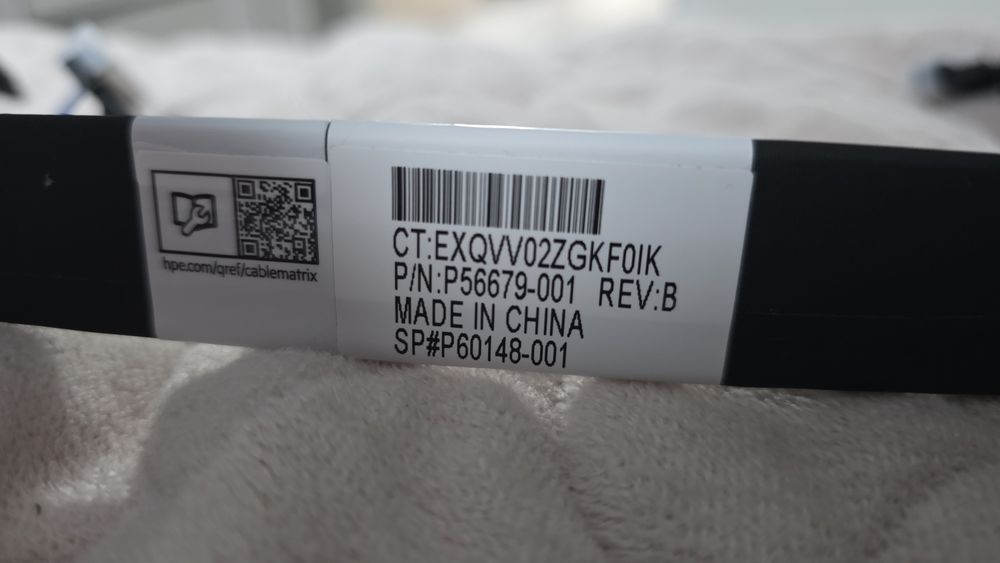 hpe.com/qref/cablematrix
CT:EXQVV02ZGKF0IK
P/N:P56679-001 REV:B
MADE IN CHINA
SP#P60148-001